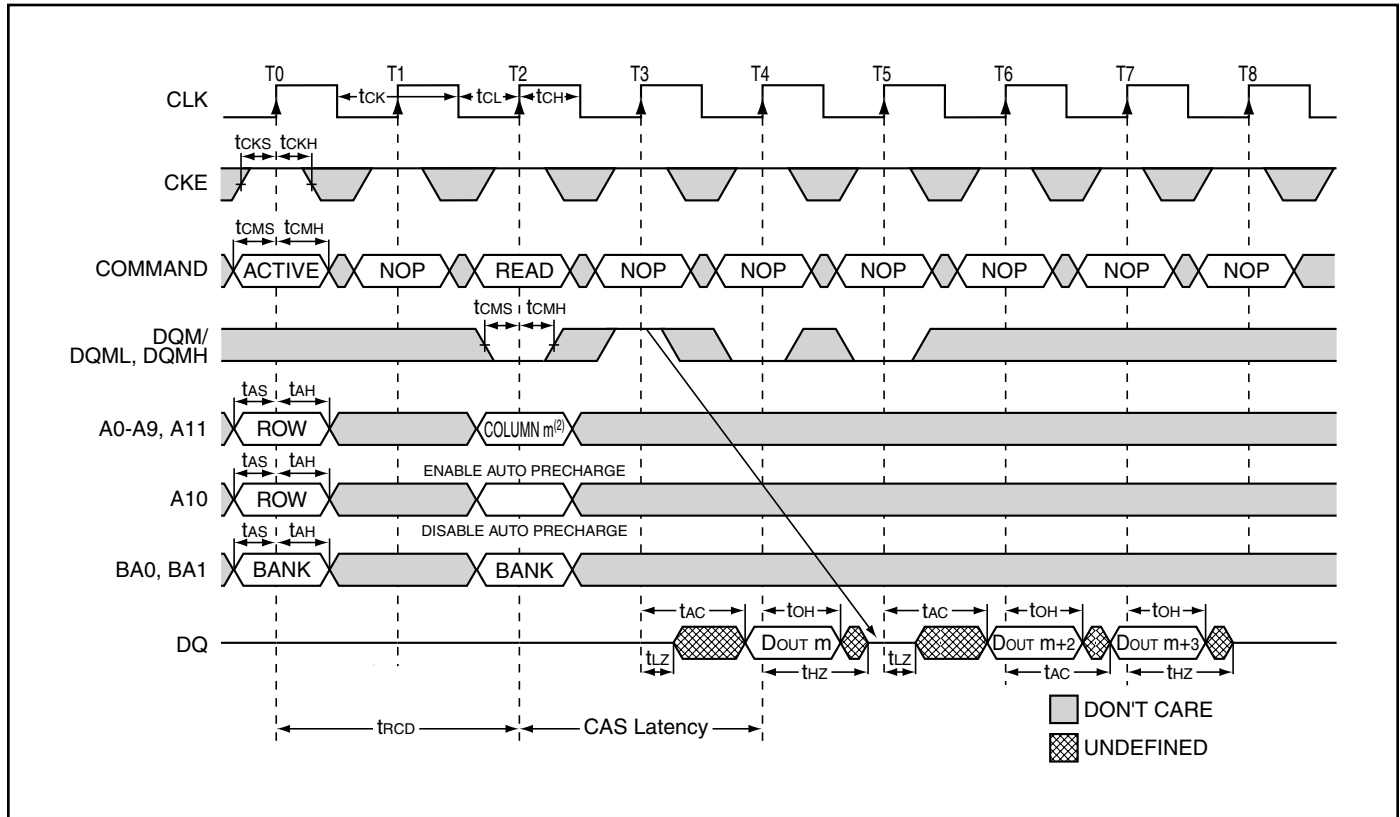 T0 T1 T2 T3 T4 T5 T6 T7 T8
CLK tCK tCL tCH
tCKS tCKH
CKE
tCMS tCMH
COMMAND ACTIVE NOP READ NOP NOP NOP NOP NOP NOP
tCMS tCMH
DQM/
DQML, DQMH
tAS tAH
A0-A9, A11 ROW COLUMN m(2)
tAS tAH ENABLE AUTO PRECHARGE
A10 ROW
tAS tAH DISABLE AUTO PRECHARGE
BA0, BA1 BANK BANK
tAC tOH tAC tOH tOH
DQ DOUT m DOUT m+2 DOUT m+3
tLZ tHZ tLZ tAC tHZ
DON'T CARE
tRCD CAS Latency
UNDEFINED